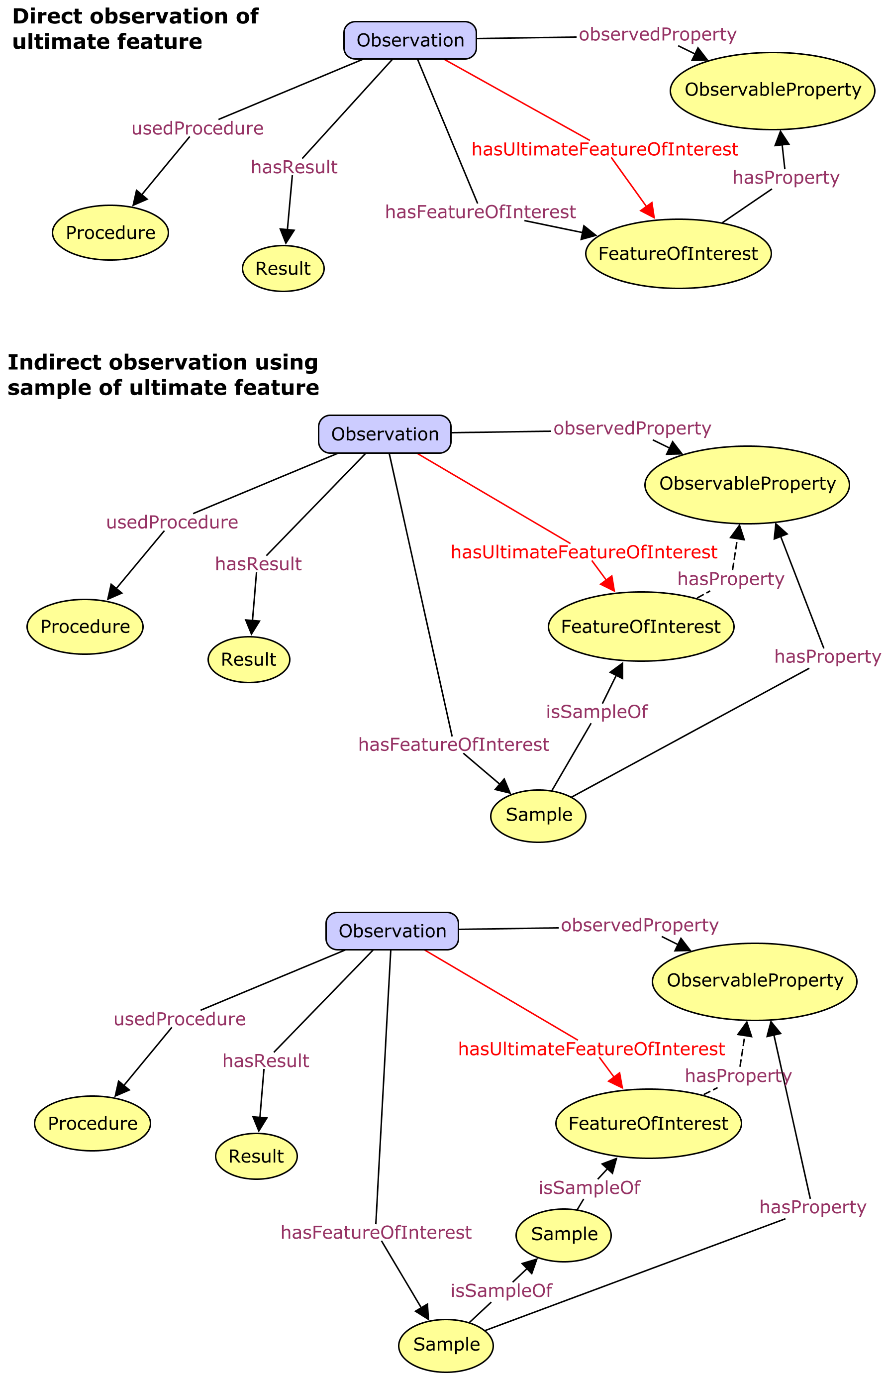 Direct observation of
ultimate feature
Observation
observedProperty
ObservableProperty
usedProcedure
hasUltimateFeatureOfInterest
hasResult
hasProperty
hasFeatureOfInterest
Procedure
FeatureOfInterest
Result
Indirect observation using
sample of ultimate feature
Observation
observedProperty
ObservableProperty
usedProcedure
hasUltimateFeatureOfInterest
hasResult
hasProperty
Procedure
FeatureOfInterest
Result
hasProperty
isSampleOf
hasFeatureOfInterest
Sample
Observation
observedProperty
ObservableProperty
usedProcedure
hasUltimateFeatureOfInterest
hasResult
hasProperty
Procedure
FeatureOfInterest
Result
isSampleOf
hasProperty
hasFeatureOfInterest
Sample
isSampleOf
Sample